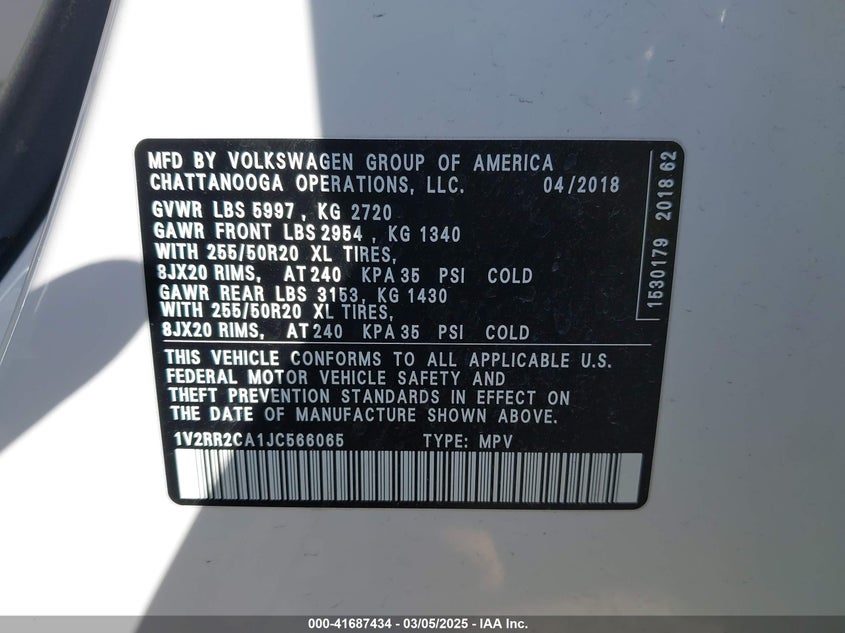 MFD BY VOLKSWAGEN GROUP OF AMERICA
CHATTANOOGA OPERATIONS, LLC. 04/2018
GVWR LBS 5997, KG 2720
GAWR FRONT LBS 2954, KG 1340
WITH 255/50R20 XL TIRES,
8JX20 RIMS, AT 240 KPA 35 PSI COLD
GAWR REAR LBS 3153, KG 1430
WITH 255/50R20 XL TIRES,
8JX20 RIMS, AT 240 KPA 35 PSI COLD
THIS VEHICLE CONFORMS TO ALL APPLICABLE U.S.
FEDERAL MOTOR VEHICLE SAFETY AND
THEFT PREVENTION STANDARDS IN EFFECT ON
THE DATE OF MANUFACTURE SHOWN ABOVE.
1V2RR2CA1JC566065 TYPE: MPV
1530179 2018 62
000-41687434 - 03/05/2025 - IAA Inc.